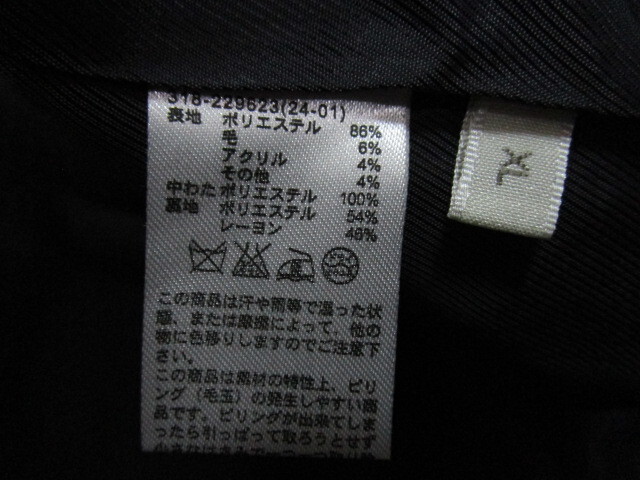 318-229623(24-01)
表地 ポリエステル 86%
毛 6%
アクリル 4%
その他 4%
中わた ポリエステル 100%
裏地 ポリエステル 54%
レーヨン 46%
この商品は汗や雨等で湿った状
態、または摩擦によって、他の
物に色移りしますのでご注意下
さい。
この商品は素材の特性上、ピリ
ング(毛玉)の発生しやすい商
品です。ピリングが出来てしま
ったら引っぱって取ろうとせず
XL